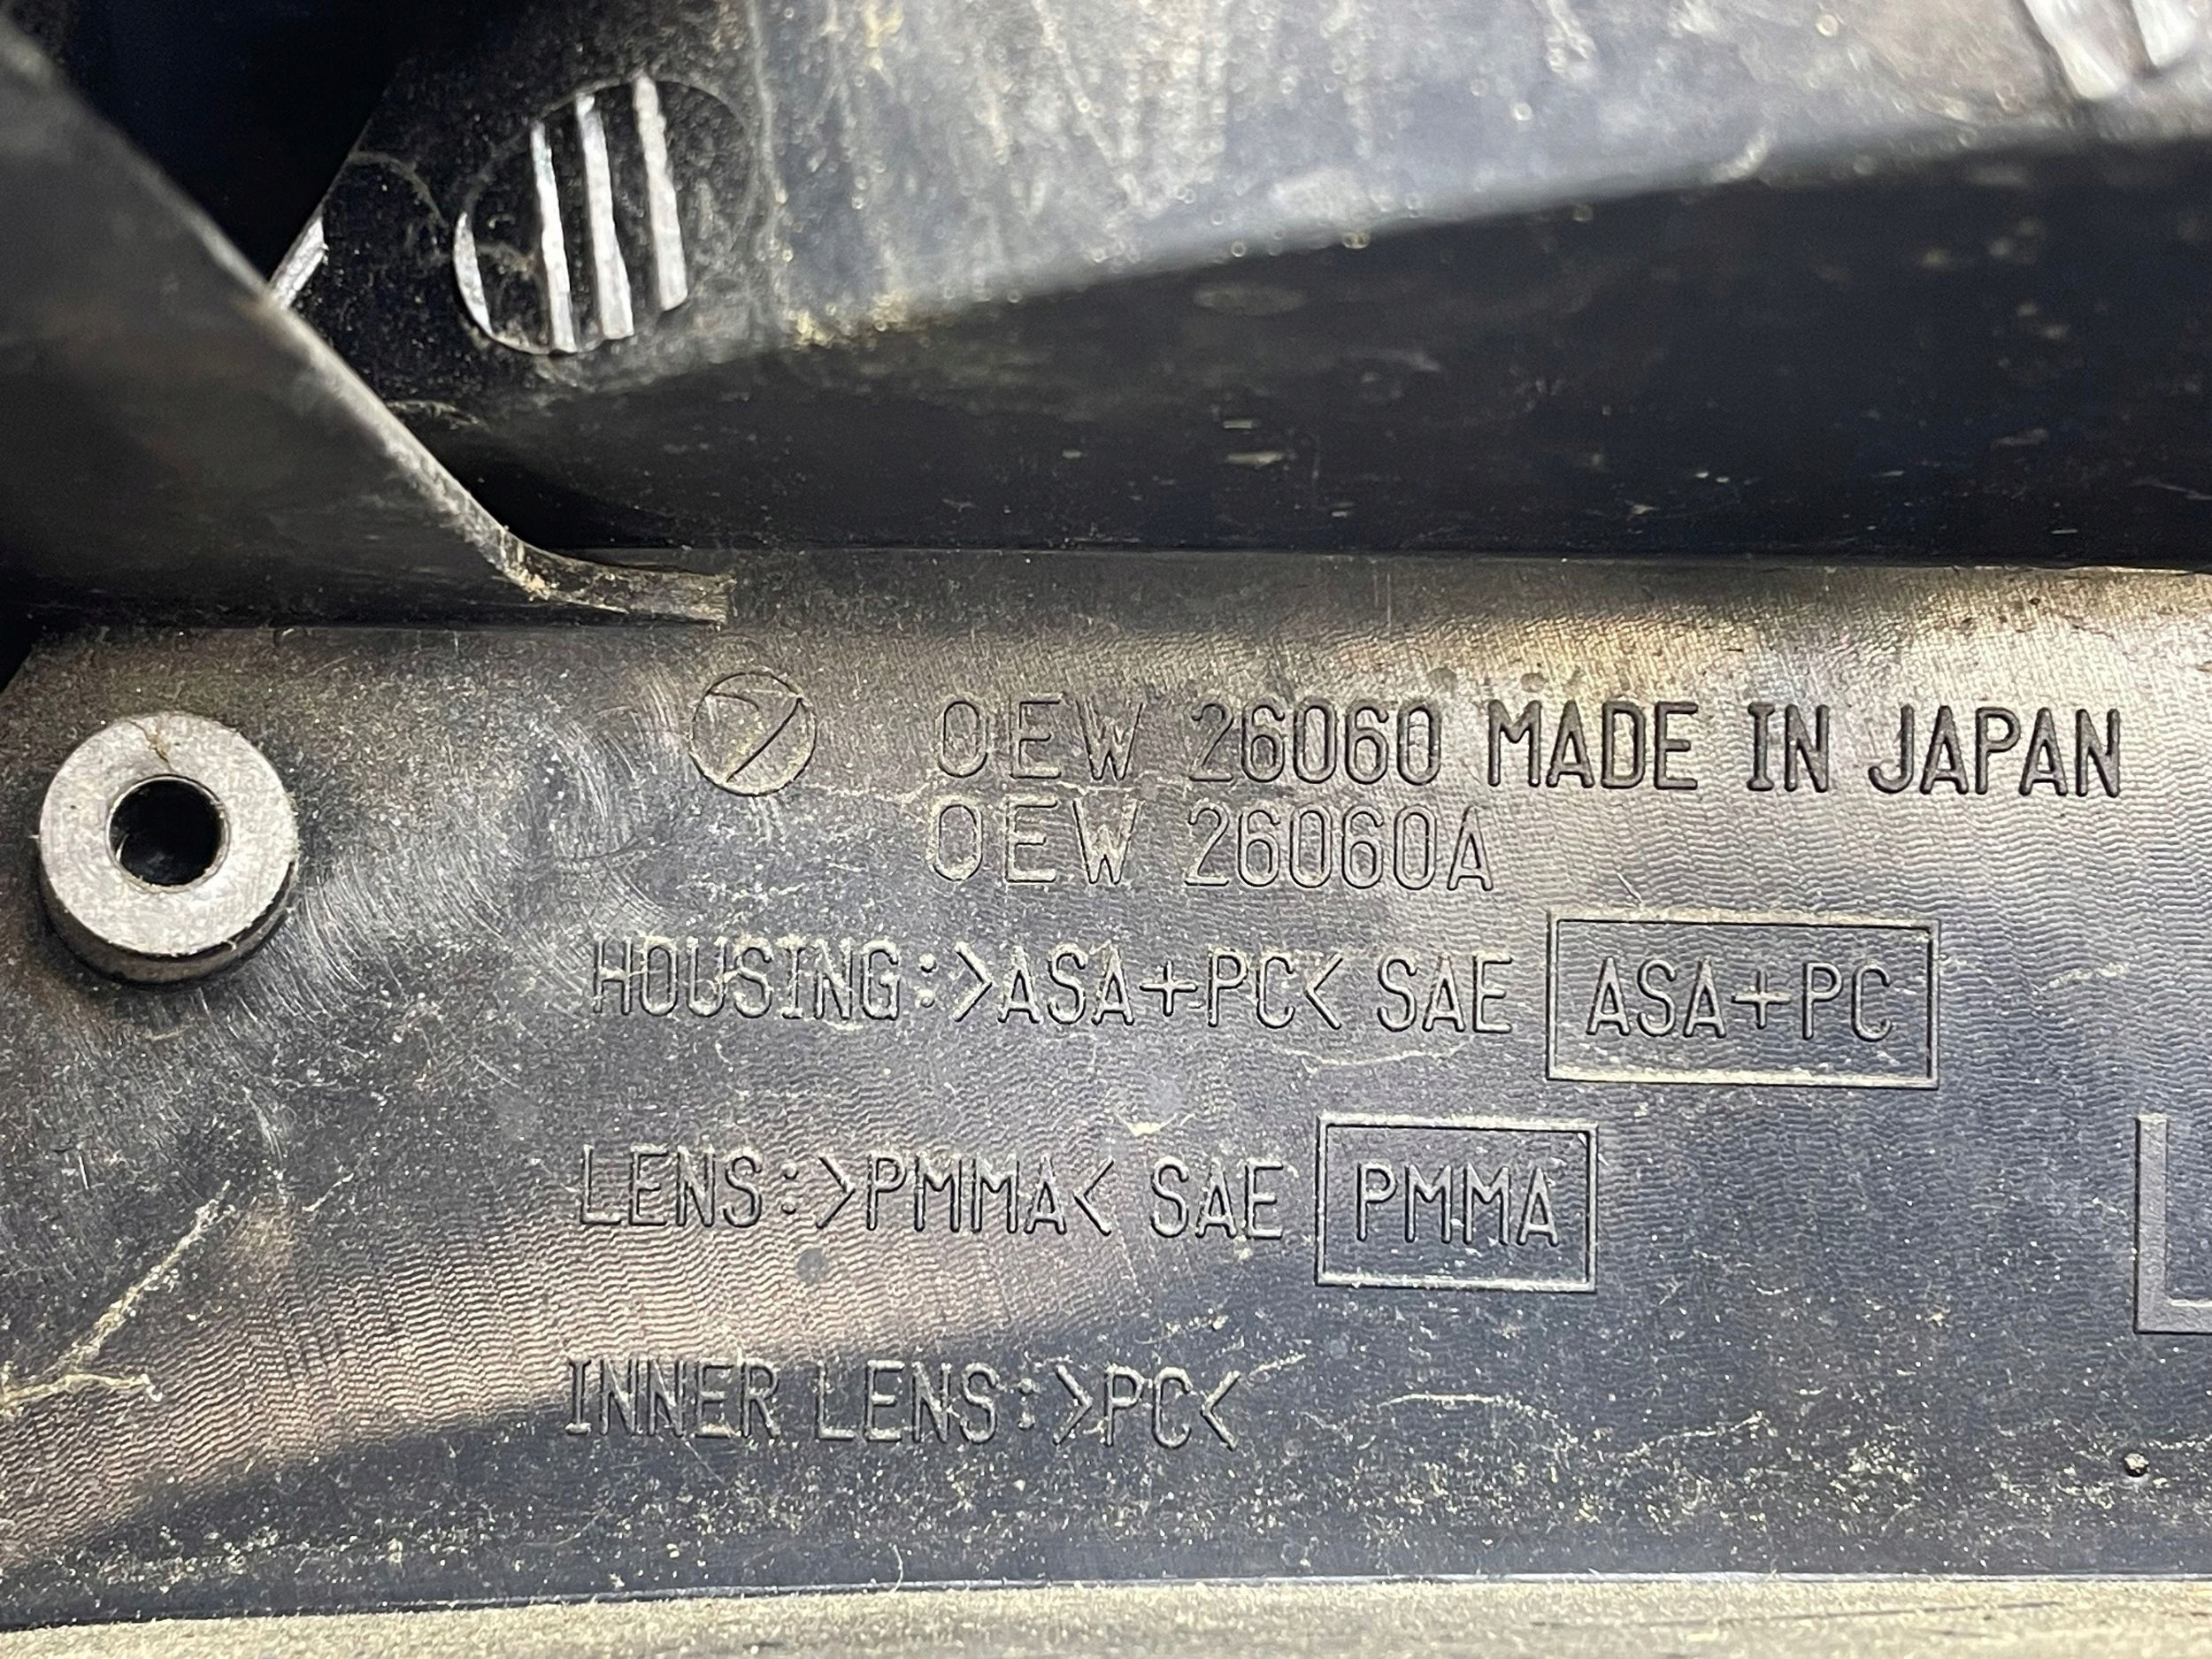 OEW 26060 MADE IN JAPAN
OEW 26060A
HOUSING:>ASA+PC< SAE ASA+PC
LENS:>PMMA< SAE PMMA
L
INNER LENS:>PC<